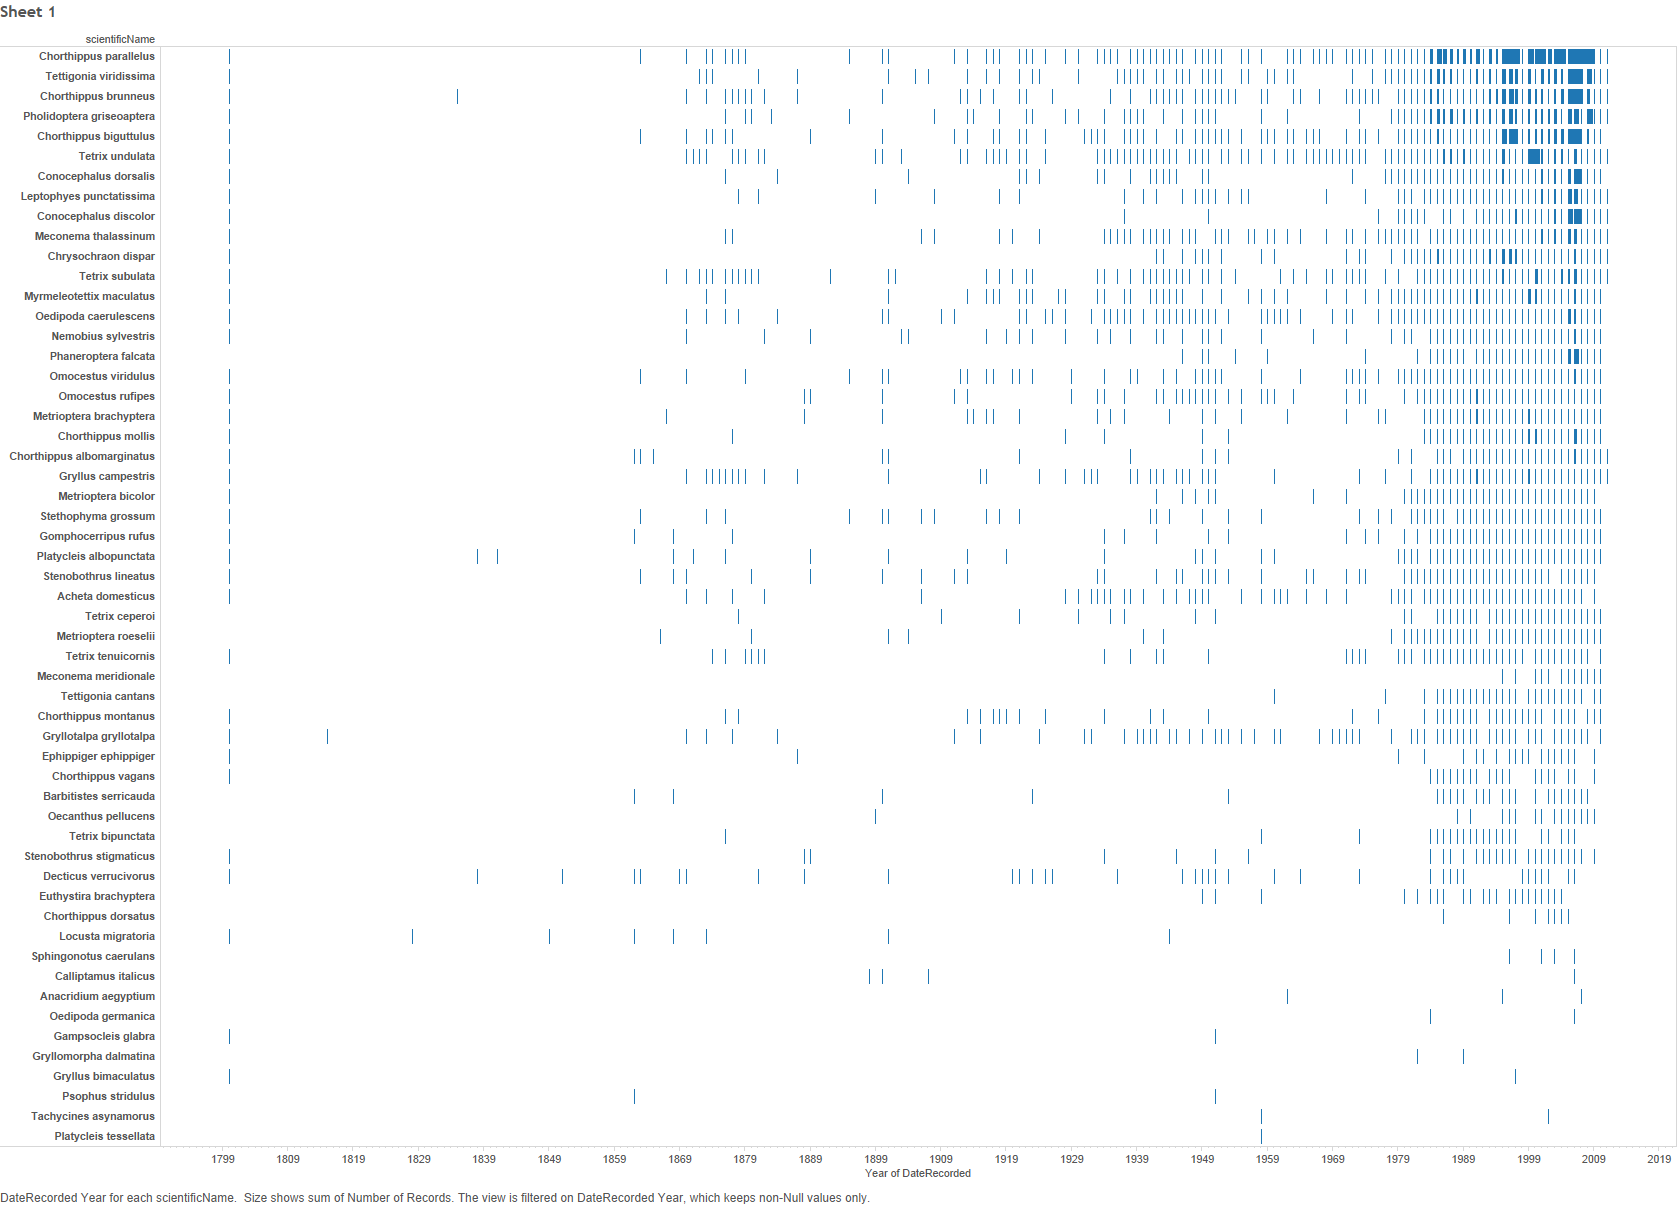 Sheet 1
scientificName
Chorthippus parallelus
Tettigonia viridissima
Chorthippus brunneus
Pholidoptera griseoaptera
Chorthippus biguttulus
Tetrix undulata
Conocephalus dorsalis
Leptophyes punctatissima
Conocephalus discolor
Meconema thalassinum
Chrysochraon dispar
Tetrix subulata
Myrmeleotettix maculatus
Oedipoda caerulescens
Nemobius sylvestris
Phaneroptera falcata
Omocestus viridulus
Omocestus rufipes
Metrioptera brachyptera
Chorthippus mollis
Chorthippus albomarginatus
Gryllus campestris
Metrioptera bicolor
Stethophyma grossum
Gomphocerripus rufus
Platycleis albopunctata
Stenobothrus lineatus
Acheta domesticus
Tetrix ceperoi
Metrioptera roeselii
Tetrix tenuicornis
Meconema meridionale
Tettigonia cantans
Chorthippus montanus
Gryllotalpa gryllotalpa
Ephippiger ephippiger
Chorthippus vagans
Barbitistes serricauda
Oecanthus pellucens
Tetrix bipunctata
Stenobothrus stigmaticus
Decticus verrucivorus
Euthystira brachyptera
Chorthippus dorsatus
Locusta migratoria
Sphingonotus caerulans
Calliptamus italicus
Anacridium aegyptium
Oedipoda germanica
Gampsocleis glabra
Gryllomorpha dalmatina
Gryllus bimaculatus
Psophus stridulus
Tachycines asynamorus
Platycleis tessellata
1799 1809 1819 1829 1839 1849 1859 1869 1879 1889 1899 1909 1919 1929 1939 1949 1959 1969 1979 1989 1999 2009 2019
Year of DateRecorded
DateRecorded Year for each scientificName. Size shows sum of Number of Records. The view is filtered on DateRecorded Year, which keeps non-Null values only.